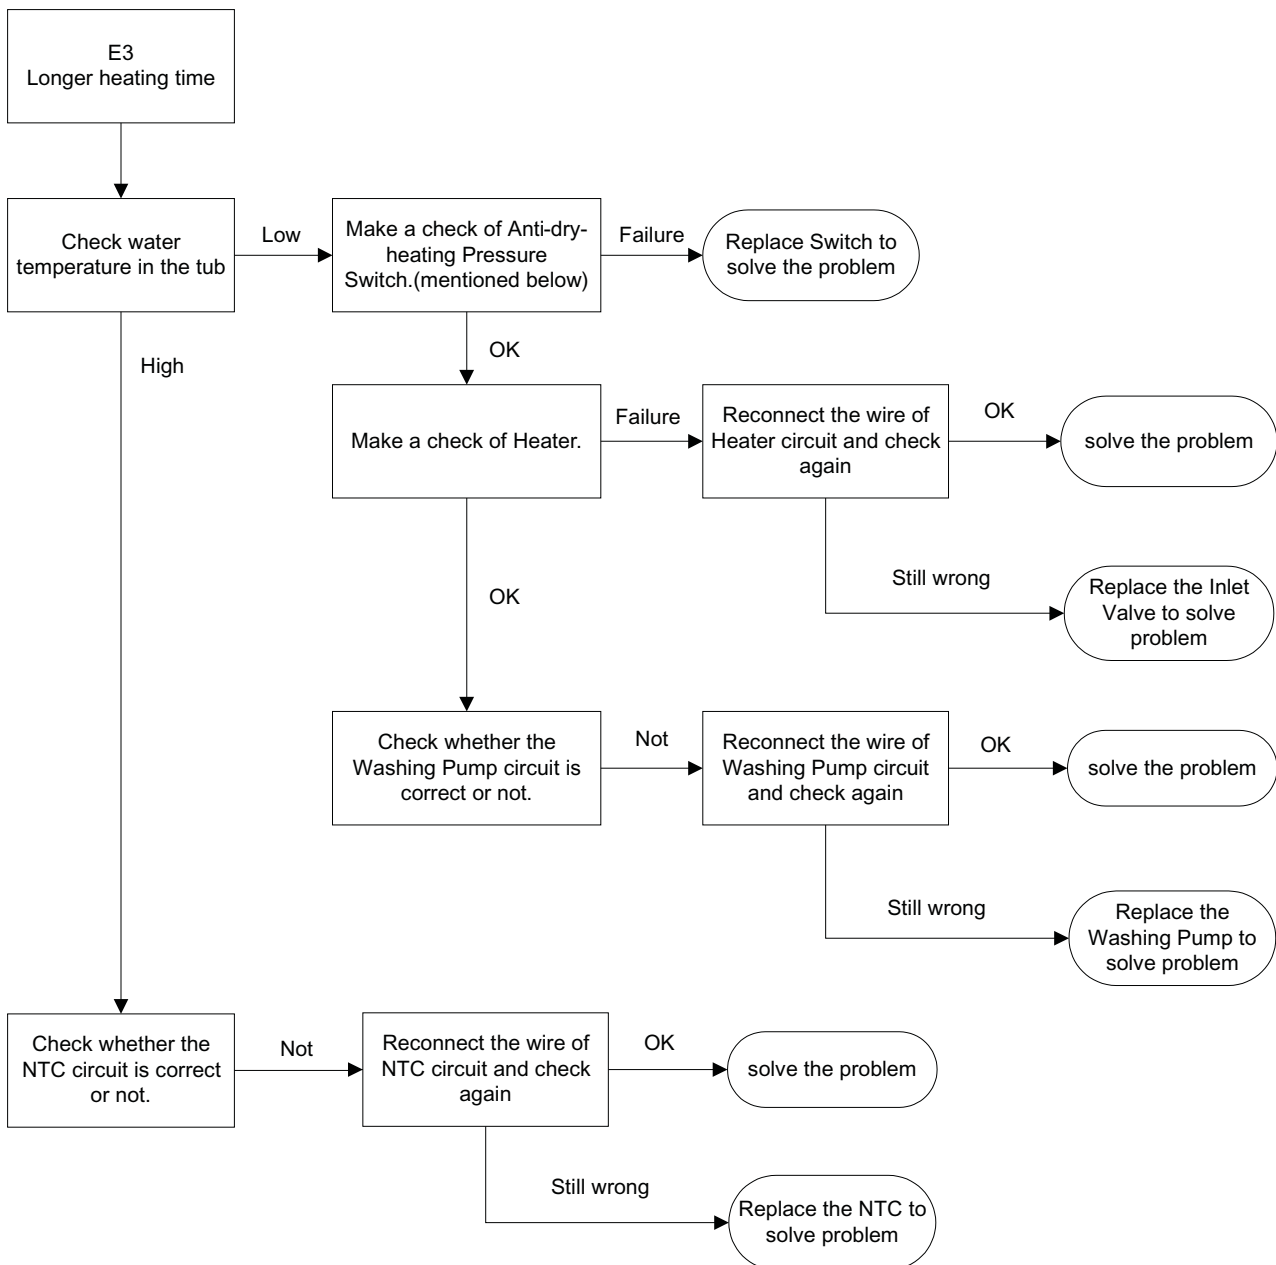 E3
Longer heating time
Check water
temperature in the tub
Low
Make a check of Anti-dry-
heating Pressure
Switch.(mentioned below)
Failure
Replace Switch to
solve the problem
High
OK
Make a check of Heater.
Failure
Reconnect the wire of
Heater circuit and check
again
OK
solve the problem
Still wrong
Replace the Inlet
Valve to solve
problem
OK
Check whether the
Washing Pump circuit is
correct or not.
Not
Reconnect the wire of
Washing Pump circuit
and check again
OK
solve the problem
Still wrong
Replace the
Washing Pump to
solve problem
Check whether the
NTC circuit is correct
or not.
Not
Reconnect the wire of
NTC circuit and check
again
OK
solve the problem
Still wrong
Replace the NTC to
solve problem